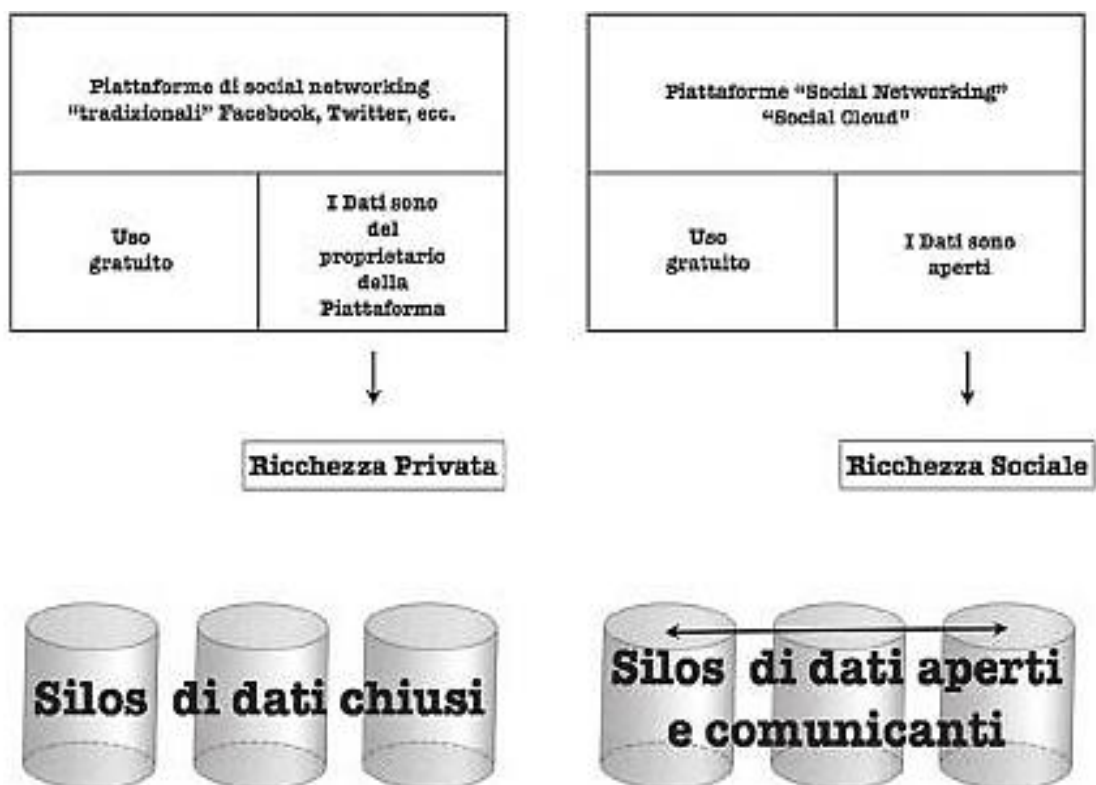 Piattaforme di social networking
"tradizionali" Facebook, Twitter, ecc.
Uso
gratuito
I Dati sono
del
proprietario
della
Piattaforma
Ricchezza Privata
Silos di dati chiusi
Piattaforme "Social Networking"
"Social Cloud"
Uso
gratuito
I Dati sono
aperti
Ricchezza Sociale
Silos di dati aperti
e comunicanti